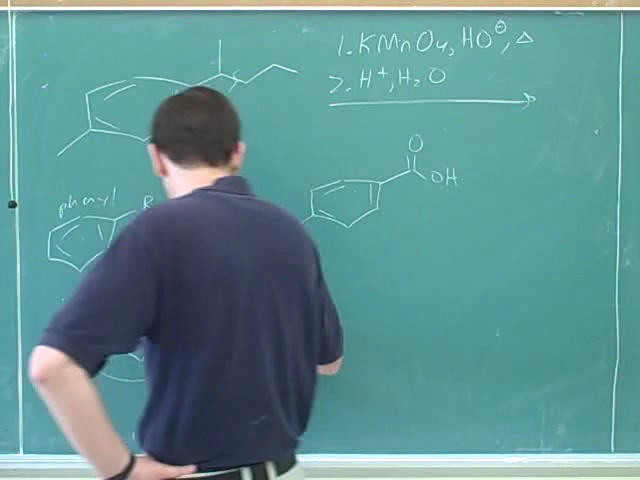 1. KMnO4, HO⊖, Δ
2. H+, H2O
phenyl
R
O
OH